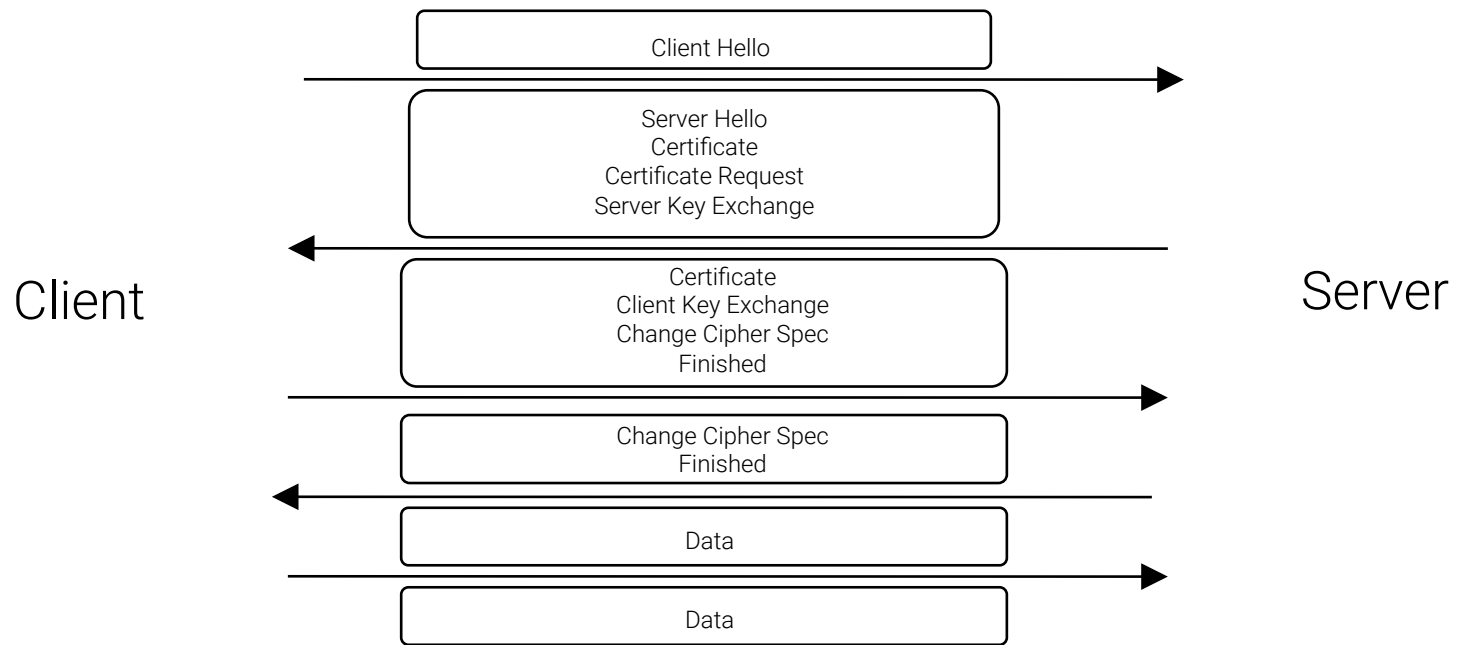 Client Hello
Server Hello
Certificate
Certificate Request
Server Key Exchange
Client
Server
Certificate
Client Key Exchange
Change Cipher Spec
Finished
Change Cipher Spec
Finished
Data
Data